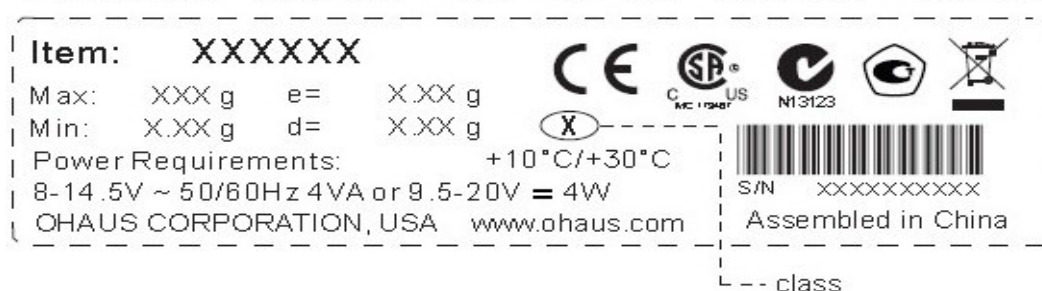 Item: XXXXXX
Max: XXX g e= X.XX g
Min: X.XX g d= X.XX g
X
Power Requirements: +10°C/+30°C
8-14.5V ~ 50/60Hz 4VA or 9.5-20V = 4W
OHAUS CORPORATION, USA www.ohaus.com
CE
SA
C US
N13123
S/N XXXXXXXXXX
Assembled in China
class